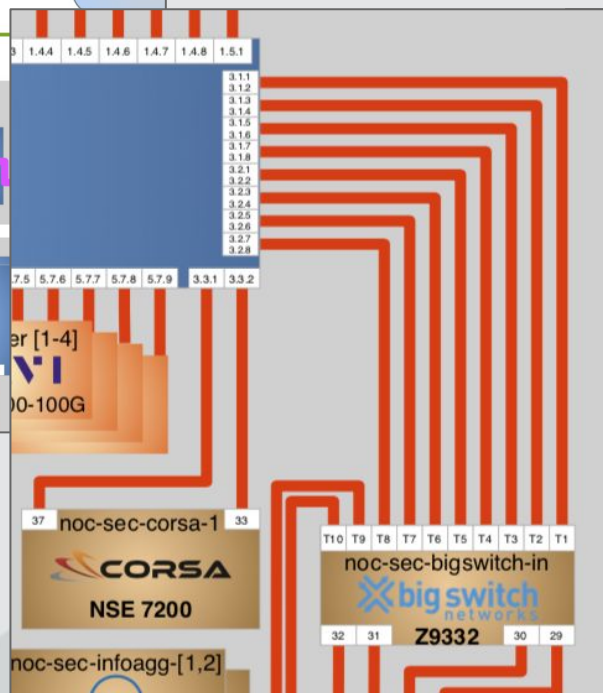 3 1.4.4 1.4.5 1.4.6 1.4.7 1.4.8 1.5.1
3.1.1
3.1.2
3.1.3
3.1.4
3.1.5
3.1.6
3.1.7
3.1.8
3.2.1
3.2.2
3.2.3
3.2.4
3.2.5
3.2.6
3.2.7
3.2.8
.7.5 5.7.6 5.7.7 5.7.8 5.7.9 3.3.1 3.3.2
er [1-4]
00-100G
37 noc-sec-corsa-1 33
CORSA
NSE 7200
T10 T9 T8 T7 T6 T5 T4 T3 T2 T1
noc-sec-bigswitch-in
big switch
networks
32 31 Z9332 30 29
noc-sec-infoagg-[1,2]